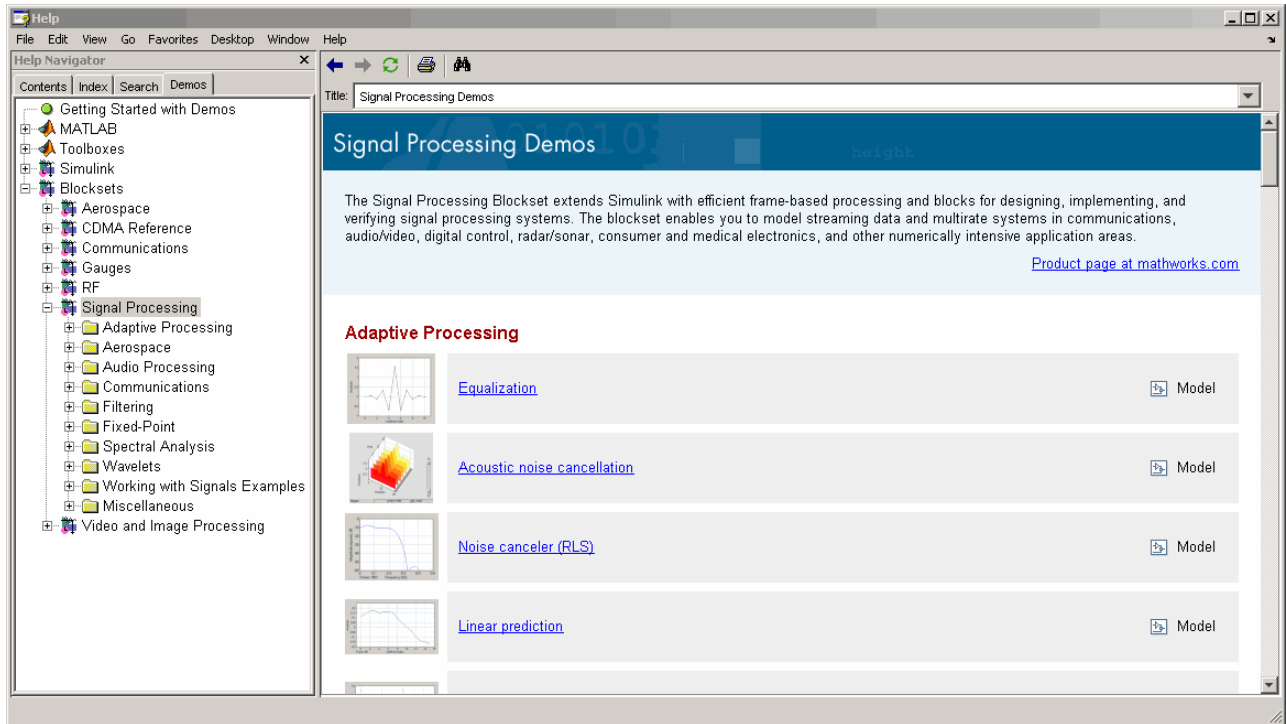 Help
File Edit View Go Favorites Desktop Window Help
Help Navigator
Contents Index Search Demos
Getting Started with Demos
MATLAB
Toolboxes
Simulink
Blocksets
Aerospace
CDMA Reference
Communications
Gauges
RF
Signal Processing
Adaptive Processing
Aerospace
Audio Processing
Communications
Filtering
Fixed-Point
Spectral Analysis
Wavelets
Working with Signals Examples
Miscellaneous
Video and Image Processing
Title: Signal Processing Demos
Signal Processing Demos
height
The Signal Processing Blockset extends Simulink with efficient frame-based processing and blocks for designing, implementing, and
verifying signal processing systems. The blockset enables you to model streaming data and multirate systems in communications,
audio/video, digital control, radar/sonar, consumer and medical electronics, and other numerically intensive application areas.
Product page at mathworks.com
Adaptive Processing
Equalization Model
Acoustic noise cancellation Model
Noise canceler (RLS) Model
Linear prediction Model